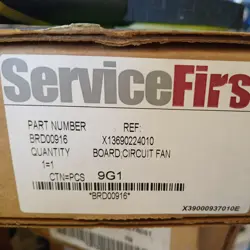 ServiceFirs
PART NUMBER REF:
BRD00916 X13690224010
QUANTITY BOARD;CIRCUIT FAN
1=1
CTN=PCS 9G1
*BRD00916*
X39000937010E